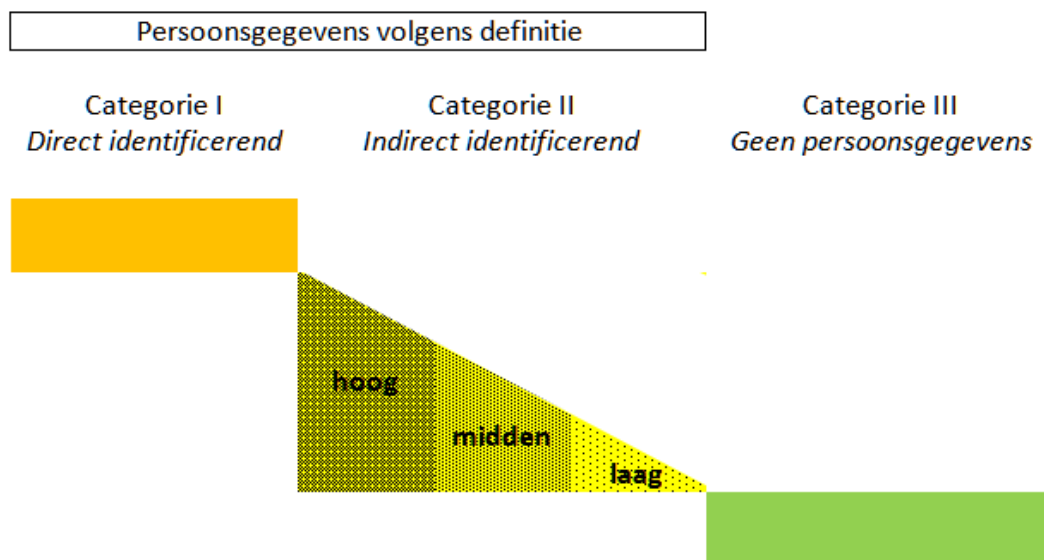 Persoonsgegevens volgens definitie
Categorie I
Direct identificerend
Categorie II
Indirect identificerend
Categorie III
Geen persoonsgegevens
hoog
midden
laag